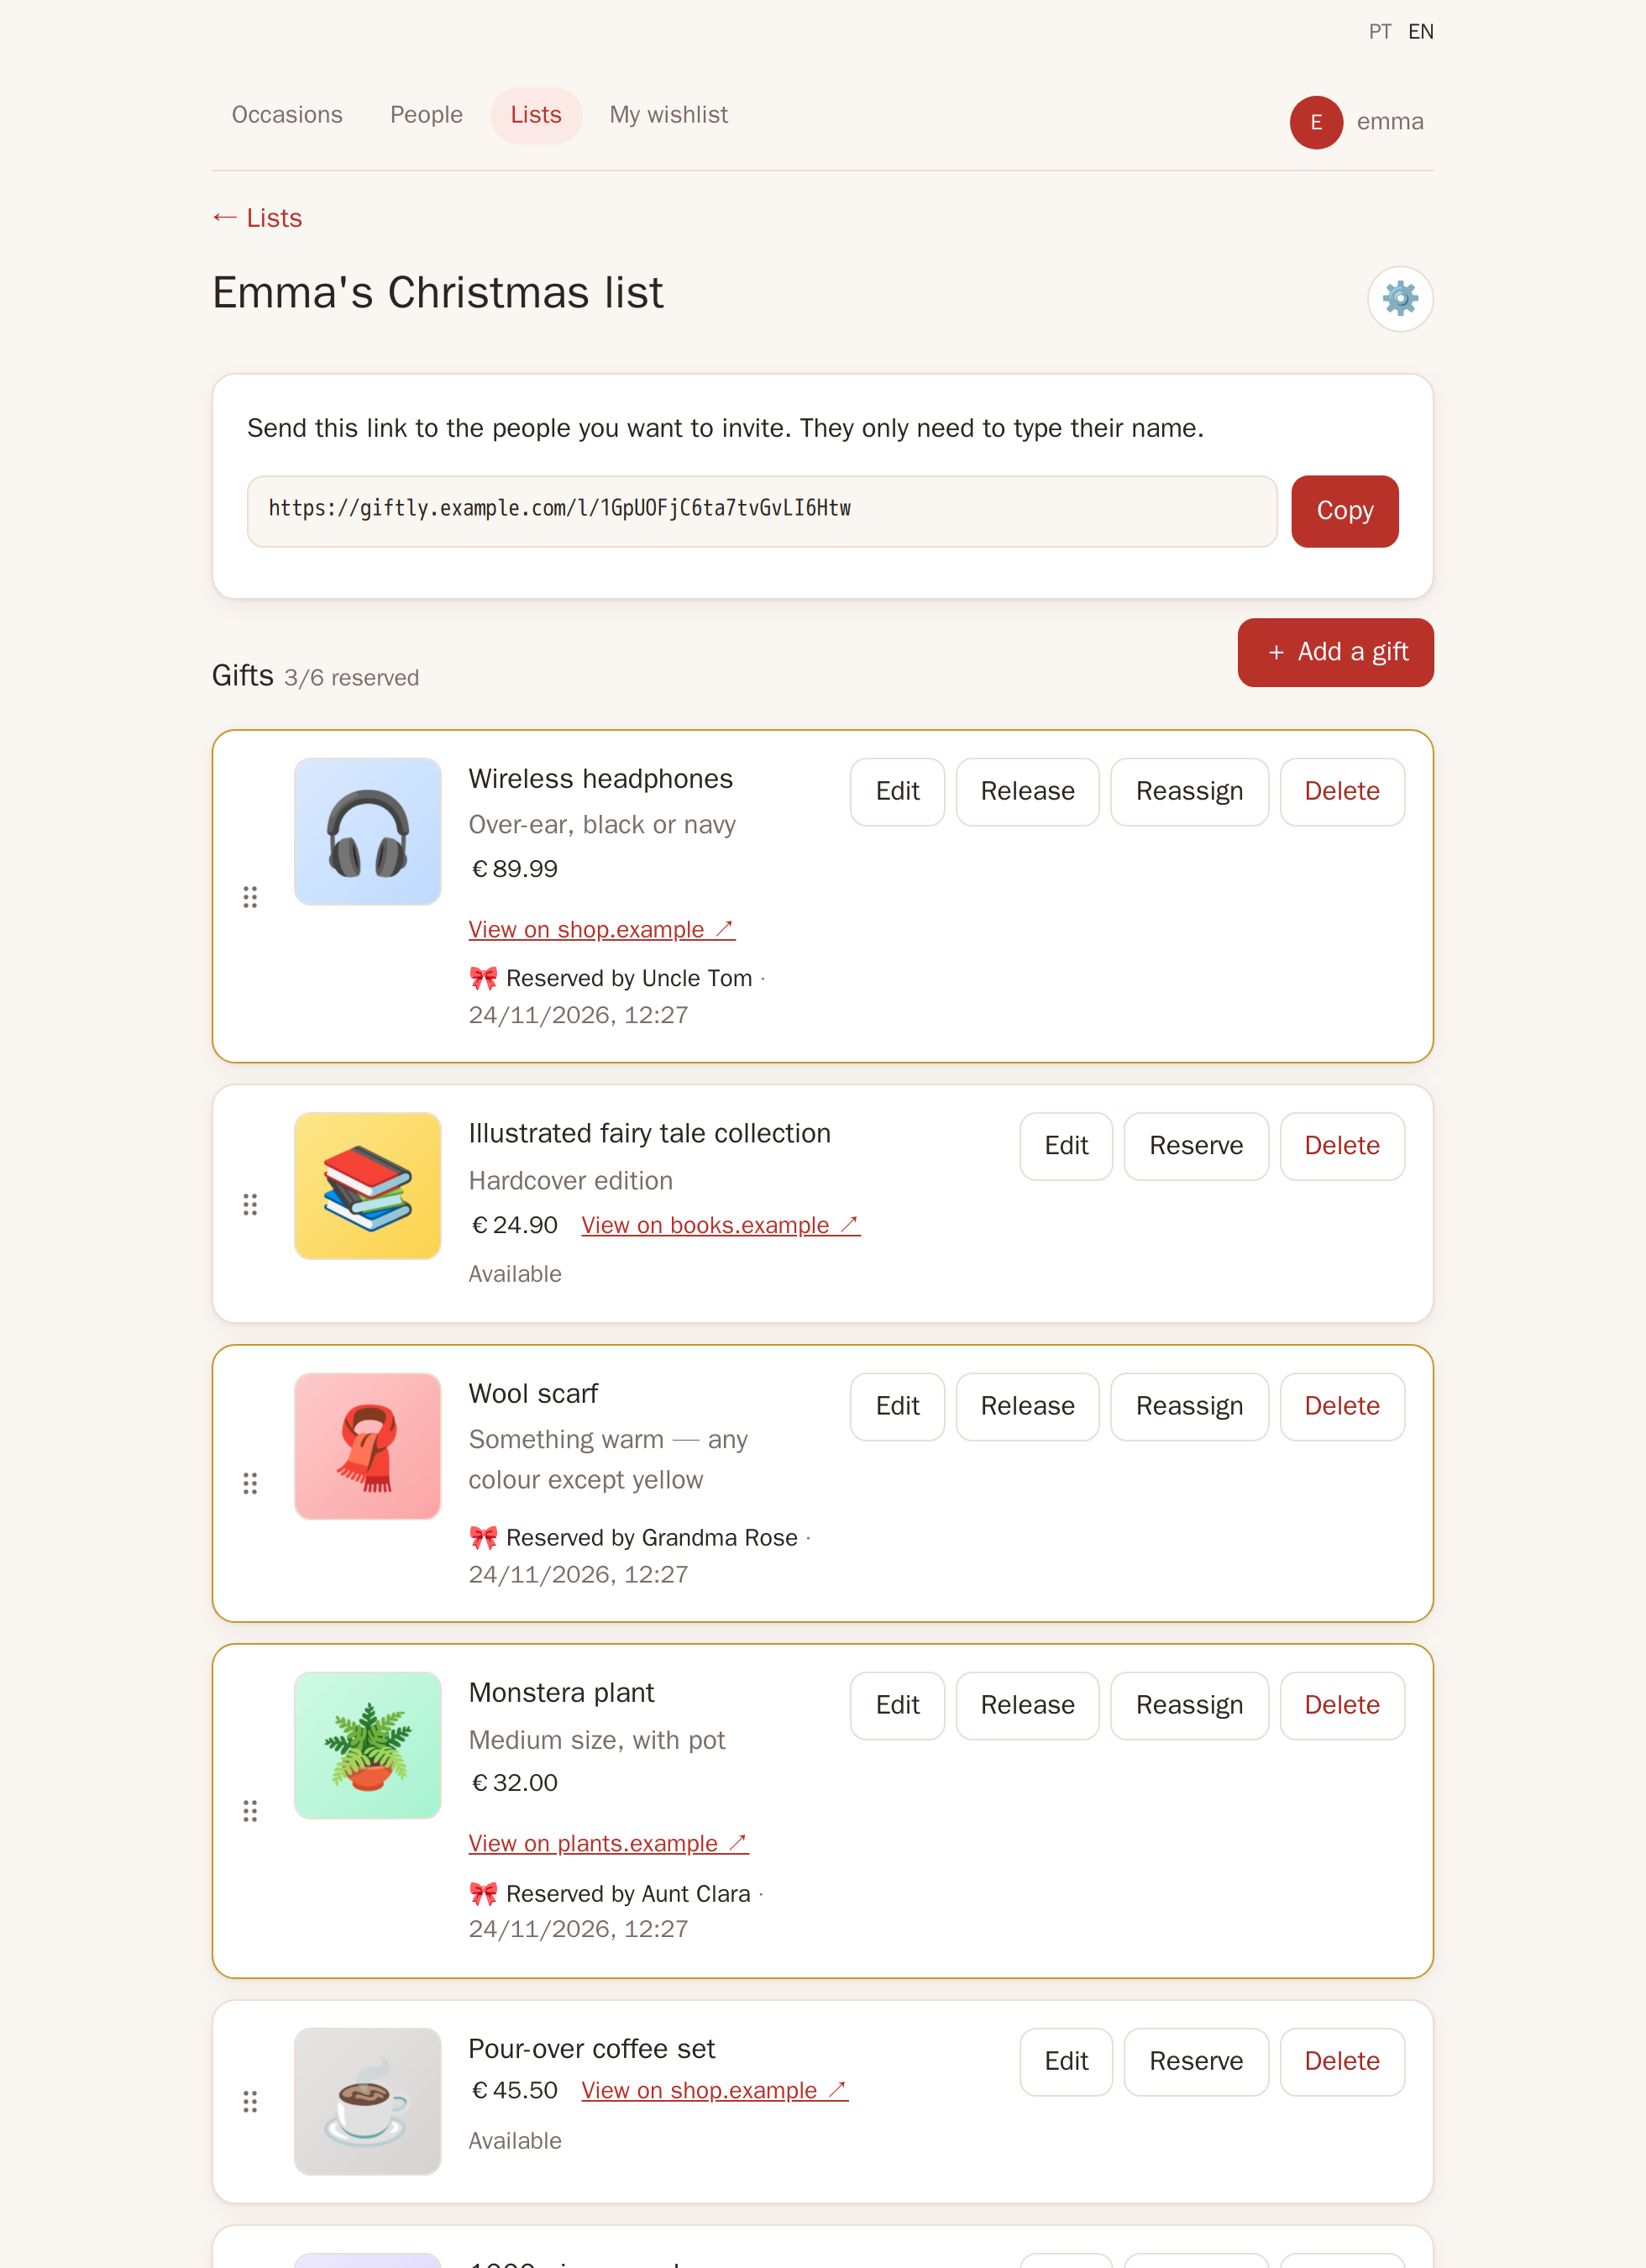 PT EN
Occasions People Lists My wishlist E emma
← Lists
Emma's Christmas list
Send this link to the people you want to invite. They only need to type their name.
https://giftly.example.com/l/1GpUOFjC6ta7tvGvLI6Htw Copy
Gifts 3/6 reserved + Add a gift
Wireless headphones Edit Release Reassign Delete
Over-ear, black or navy
€ 89.99
View on shop.example ↗
🎀 Reserved by Uncle Tom ·
24/11/2026, 12:27
Illustrated fairy tale collection Edit Reserve Delete
Hardcover edition
€ 24.90 View on books.example ↗
Available
Wool scarf Edit Release Reassign Delete
Something warm — any
colour except yellow
🎀 Reserved by Grandma Rose ·
24/11/2026, 12:27
Monstera plant Edit Release Reassign Delete
Medium size, with pot
€ 32.00
View on plants.example ↗
🎀 Reserved by Aunt Clara ·
24/11/2026, 12:27
Pour-over coffee set Edit Reserve Delete
€ 45.50 View on shop.example ↗
Available